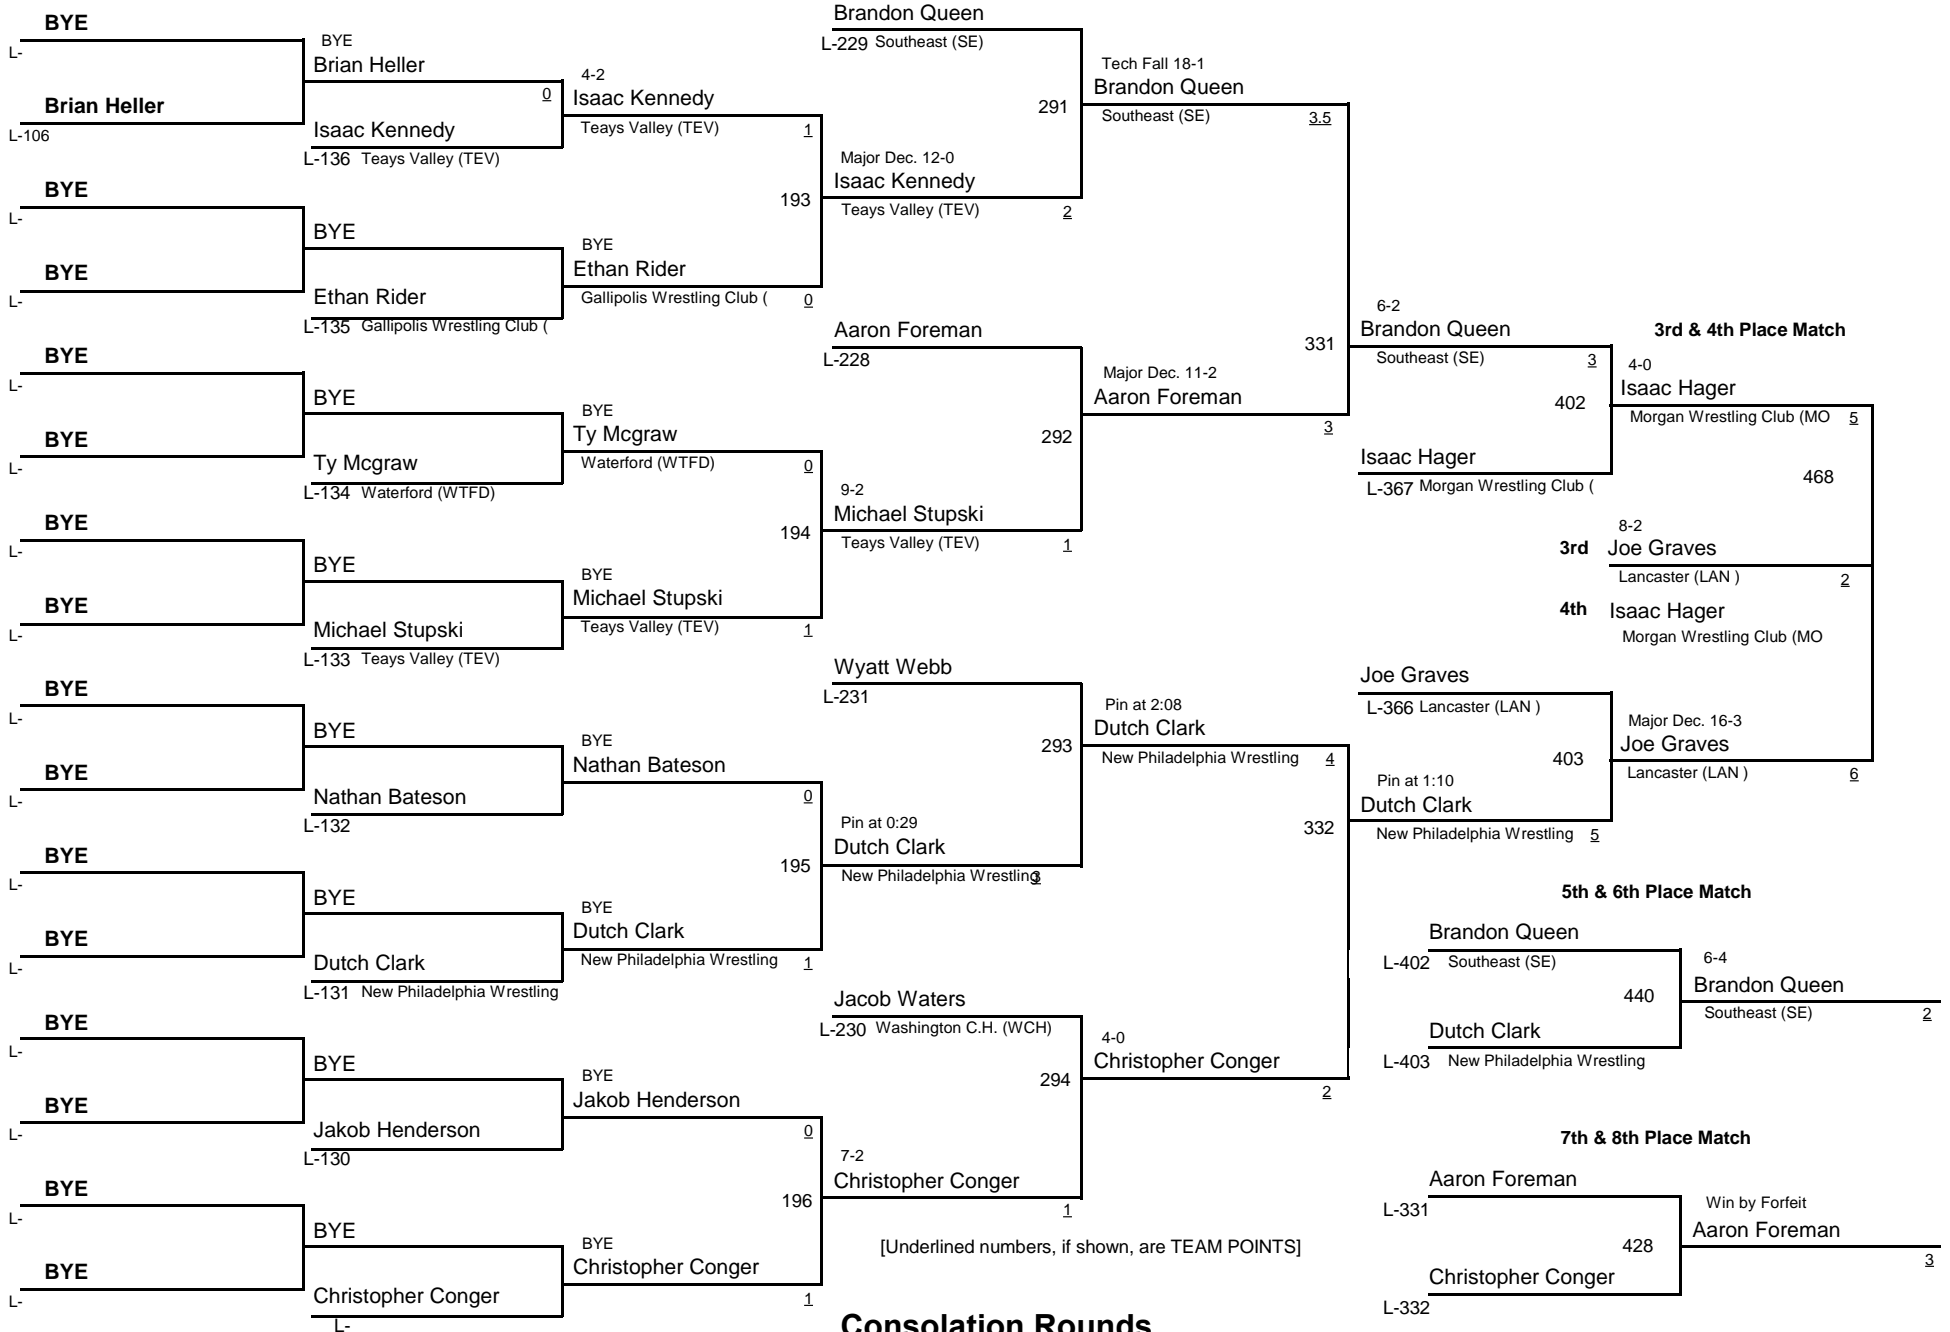 BYE
L-
Brian Heller
L-106
BYE
L-
BYE
L-
BYE
L-
BYE
L-
BYE
L-
BYE
L-
BYE
L-
BYE
L-
BYE
L-
BYE
L-
BYE
L-
BYE
L-
BYE
L-
BYE
L-
BYE
Brian Heller
0
Isaac Kennedy
L-136 Teays Valley (TEV)
BYE
Ethan Rider
L-135 Gallipolis Wrestling Club (
BYE
Ty Mcgraw
L-134 Waterford (WTFD)
BYE
Michael Stupski
L-133 Teays Valley (TEV)
BYE
Nathan Bateson
L-132
BYE
Dutch Clark
L-131 New Philadelphia Wrestling
BYE
Jakob Henderson
L-130
BYE
Christopher Conger
L-
4-2
Isaac Kennedy
Teays Valley (TEV) 1
193
BYE
Ethan Rider
Gallipolis Wrestling Club ( 0
BYE
Ty Mcgraw
Waterford (WTFD) 0
194
BYE
Michael Stupski
Teays Valley (TEV) 1
BYE
Nathan Bateson
0
195
BYE
Dutch Clark
New Philadelphia Wrestling 1
BYE
Jakob Henderson
0
196
BYE
Christopher Conger
1
Brandon Queen
L-229 Southeast (SE)
291
Major Dec. 12-0
Isaac Kennedy
Teays Valley (TEV) 2
Aaron Foreman
L-228
292
9-2
Michael Stupski
Teays Valley (TEV) 1
Wyatt Webb
L-231
293
Pin at 0:29
Dutch Clark
New Philadelphia Wrestling 3
Jacob Waters
L-230 Washington C.H. (WCH)
294
7-2
Christopher Conger
1
Tech Fall 18-1
Brandon Queen
Southeast (SE) 3.5
331
Major Dec. 11-2
Aaron Foreman
3
Pin at 2:08
Dutch Clark
New Philadelphia Wrestling 4
332
4-0
Christopher Conger
2
6-2
Brandon Queen
Southeast (SE) 3
402
Isaac Hager
L-367 Morgan Wrestling Club (
Joe Graves
L-366 Lancaster (LAN )
403
Pin at 1:10
Dutch Clark
New Philadelphia Wrestling 5
3rd & 4th Place Match
4-0
Isaac Hager
Morgan Wrestling Club (MO 5
468
8-2
3rd Joe Graves
Lancaster (LAN ) 2
4th Isaac Hager
Morgan Wrestling Club (MO
Major Dec. 16-3
Joe Graves
Lancaster (LAN ) 6
5th & 6th Place Match
Brandon Queen
L-402 Southeast (SE)
440
Dutch Clark
L-403 New Philadelphia Wrestling
6-4
Brandon Queen
Southeast (SE) 2
7th & 8th Place Match
Aaron Foreman
L-331
428
Christopher Conger
L-332
Win by Forfeit
Aaron Foreman
3
[Underlined numbers, if shown, are TEAM POINTS]
Consolation Rounds